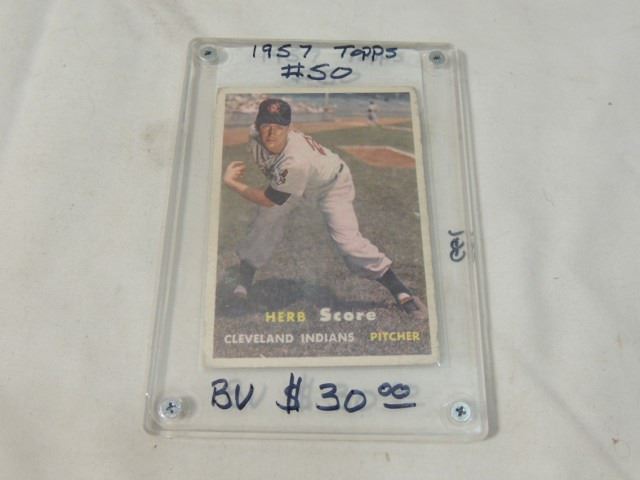 1957 Topps
#50
HERB Score
CLEVELAND INDIANS PITCHER
BV $30.00